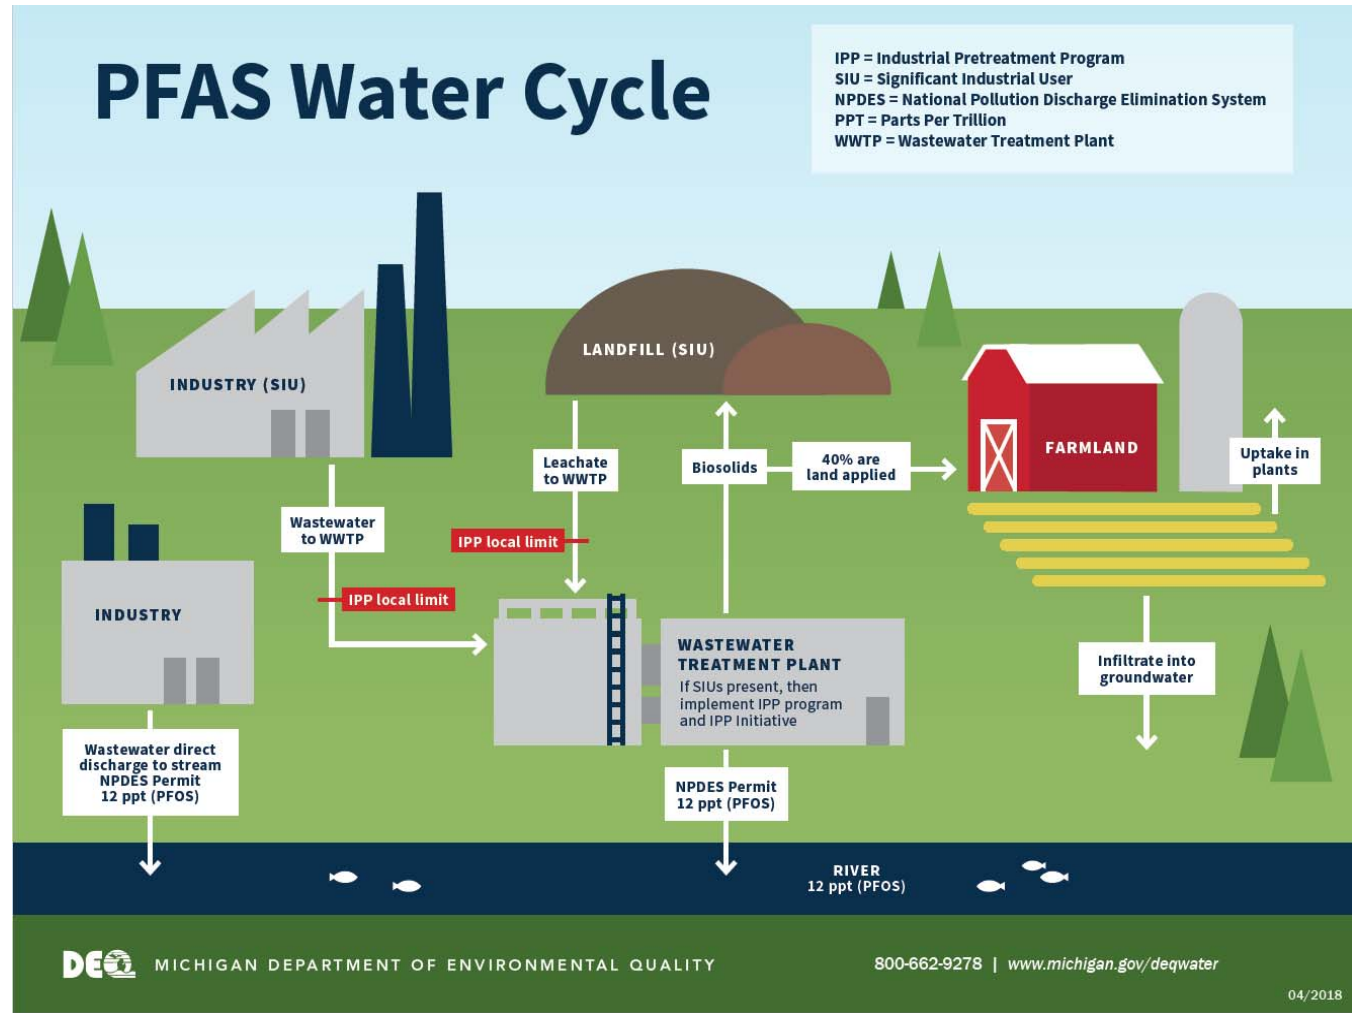 PFAS Water Cycle
IPP = Industrial Pretreatment Program
SIU = Significant Industrial User
NPDES = National Pollution Discharge Elimination System
PPT = Parts Per Trillion
WWTP = Wastewater Treatment Plant
INDUSTRY (SIU)
LANDFILL (SIU)
FARMLAND
Uptake in
plants
Leachate
to WWTP
Biosolids
40% are
land applied
Wastewater
to WWTP
IPP local limit
IPP local limit
INDUSTRY
WASTEWATER
TREATMENT PLANT
If SIUs present, then
implement IPP program
and IPP Initiative
Infiltrate into
groundwater
Wastewater direct
discharge to stream
NPDES Permit
12 ppt (PFOS)
NPDES Permit
12 ppt (PFOS)
RIVER
12 ppt (PFOS)
DEQ MICHIGAN DEPARTMENT OF ENVIRONMENTAL QUALITY
800-662-9278 | www.michigan.gov/deqwater
04/2018